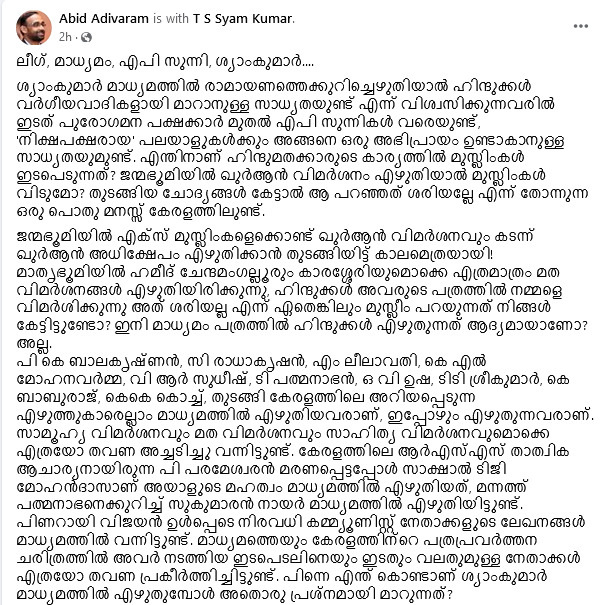 Abid Adivaram is with T S Syam Kumar.
2h ·
ലീഗ്, മാധ്യമം, എപി സുന്നി, ശ്യാംകുമാർ....
ശ്യാംകുമാർ മാധ്യമത്തിൽ രാമായണത്തെക്കുറിച്ചെഴുതിയാൽ ഹിന്ദുക്കൾ
വർഗീയവാദികളായി മാറാനുള്ള സാധ്യതയുണ്ട് എന്ന് വിശ്വസിക്കുന്നവരിൽ
ഇടത് പുരോഗമന പക്ഷക്കാർ മുതൽ എപി സുന്നികൾ വരെയുണ്ട്,
'നിക്ഷപക്ഷരായ' പലയാളുകൾക്കും അങ്ങനെ ഒരു അഭിപ്രായം ഉണ്ടാകാനുള്ള
സാധ്യതയുമുണ്ട്. എന്തിനാണ് ഹിന്ദുമതക്കാരുടെ കാര്യത്തിൽ മുസ്ലിംകൾ
ഇടപെടുന്നത്? ജന്മഭൂമിയിൽ ഖുർആൻ വിമർശനം എഴുതിയാൽ മുസ്ലിംകൾ
വിടുമോ? തുടങ്ങിയ ചോദ്യങ്ങൾ കേട്ടാൽ ആ പറഞ്ഞത് ശരിയല്ലേ എന്ന് തോന്നുന്ന
ഒരു പൊതു മനസ്സ് കേരളത്തിലുണ്ട്.
ജന്മഭൂമിയിൽ എക്സ് മുസ്ലിംകളെക്കൊണ്ട് ഖുർആൻ വിമർശനവും കടന്ന്
ഖുർആൻ അധിക്ഷേപം എഴുതിക്കാൻ തുടങ്ങിയിട്ട് കാലമെത്രയായി!
മാതൃഭൂമിയിൽ ഹമീദ് ചേന്ദമംഗല്ലൂരും കാരശ്ശേരിയുമൊക്കെ എത്രമാത്രം മത
വിമർശനങ്ങൾ എഴുതിയിരിക്കുന്നു, ഹിന്ദുക്കൾ അവരുടെ പത്രത്തിൽ നമ്മളെ
വിമർശിക്കുന്നു അത് ശരിയല്ല എന്ന് ഏതെങ്കിലും മുസ്ലീം പറയുന്നത് നിങ്ങൾ
കേട്ടിട്ടുണ്ടോ? ഇനി മാധ്യമം പത്രത്തിൽ ഹിന്ദുക്കൾ എഴുതുന്നത് ആദ്യമായാണോ?
അല്ല.
പി കെ ബാലകൃഷ്ണൻ, സി രാധാകൃഷൻ, എം ലീലാവതി, കെ എൽ
മോഹനവർമ്മ, വി ആർ സുധീഷ്, ടി പത്മനാഭൻ, ഒ വി ഉഷ, ടിടി ശ്രീകുമാർ, കെ
ബാബുരാജ്, കെകെ കൊച്ച്, തുടങ്ങി കേരളത്തിലെ അറിയപ്പെടുന്ന
എഴുത്തുകാരെല്ലാം മാധ്യമത്തിൽ എഴുതിയവരാണ്, ഇപ്പോഴും എഴുതുന്നവരാണ്.
സാമൂഹ്യ വിമർശനവും മത വിമർശനവും സാഹിത്യ വിമർശനവുമൊക്കെ
എത്രയോ തവണ അച്ചടിച്ചു വന്നിട്ടുണ്ട്. കേരളത്തിലെ ആർഎസ്എസ് താത്വിക
ആചാര്യനായിരുന്ന പി പരമേശ്വരൻ മരണപ്പെട്ടപ്പോൾ സാക്ഷാൽ ടിജി
മോഹൻദാസാണ് അയാളുടെ മഹത്വം മാധ്യമത്തിൽ എഴുതിയത്, മന്നത്ത്
പത്മനാഭനെക്കുറിച്ച് സുകുമാരൻ നായർ മാധ്യമത്തിൽ എഴുതിയിട്ടുണ്ട്.
പിണറായി വിജയൻ ഉൾപ്പെടെ നിരവധി കമ്മ്യൂണിസ്റ്റ് നേതാക്കളുടെ ലേഖനങ്ങൾ
മാധ്യമത്തിൽ വന്നിട്ടുണ്ട്. മാധ്യമത്തെയും കേരളത്തിന്റെ പത്രപ്രവർത്തന
ചരിത്രത്തിൽ അവർ നടത്തിയ ഇടപെടലിനെയും ഇടതും വലതുമുള്ള നേതാക്കൾ
എത്രയോ തവണ പ്രകീർത്തിച്ചിട്ടുണ്ട്. പിന്നെ എന്ത് കൊണ്ടാണ് ശ്യാംകുമാർ
മാധ്യമത്തിൽ എഴുതുമ്പോൾ അതൊരു പ്രശ്നമായി മാറുന്നത്?